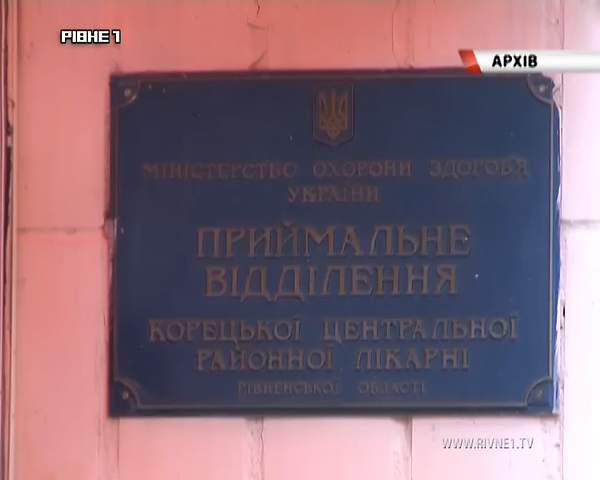 РІВНЕ 1
АРХІВ
МІНІСТЕРСТВО ОХОРОНИ ЗДОРОВ'Я
УКРАЇНИ
ПРИЙМАЛЬНЕ
ВІДДІЛЕННЯ
КОРЕЦЬКОЇ ЦЕНТРАЛЬНОЇ
РАЙОННОЇ ЛІКАРНІ
РІВНЕНСЬКОЇ ОБЛАСТІ
WWW.RIVNE1.TV